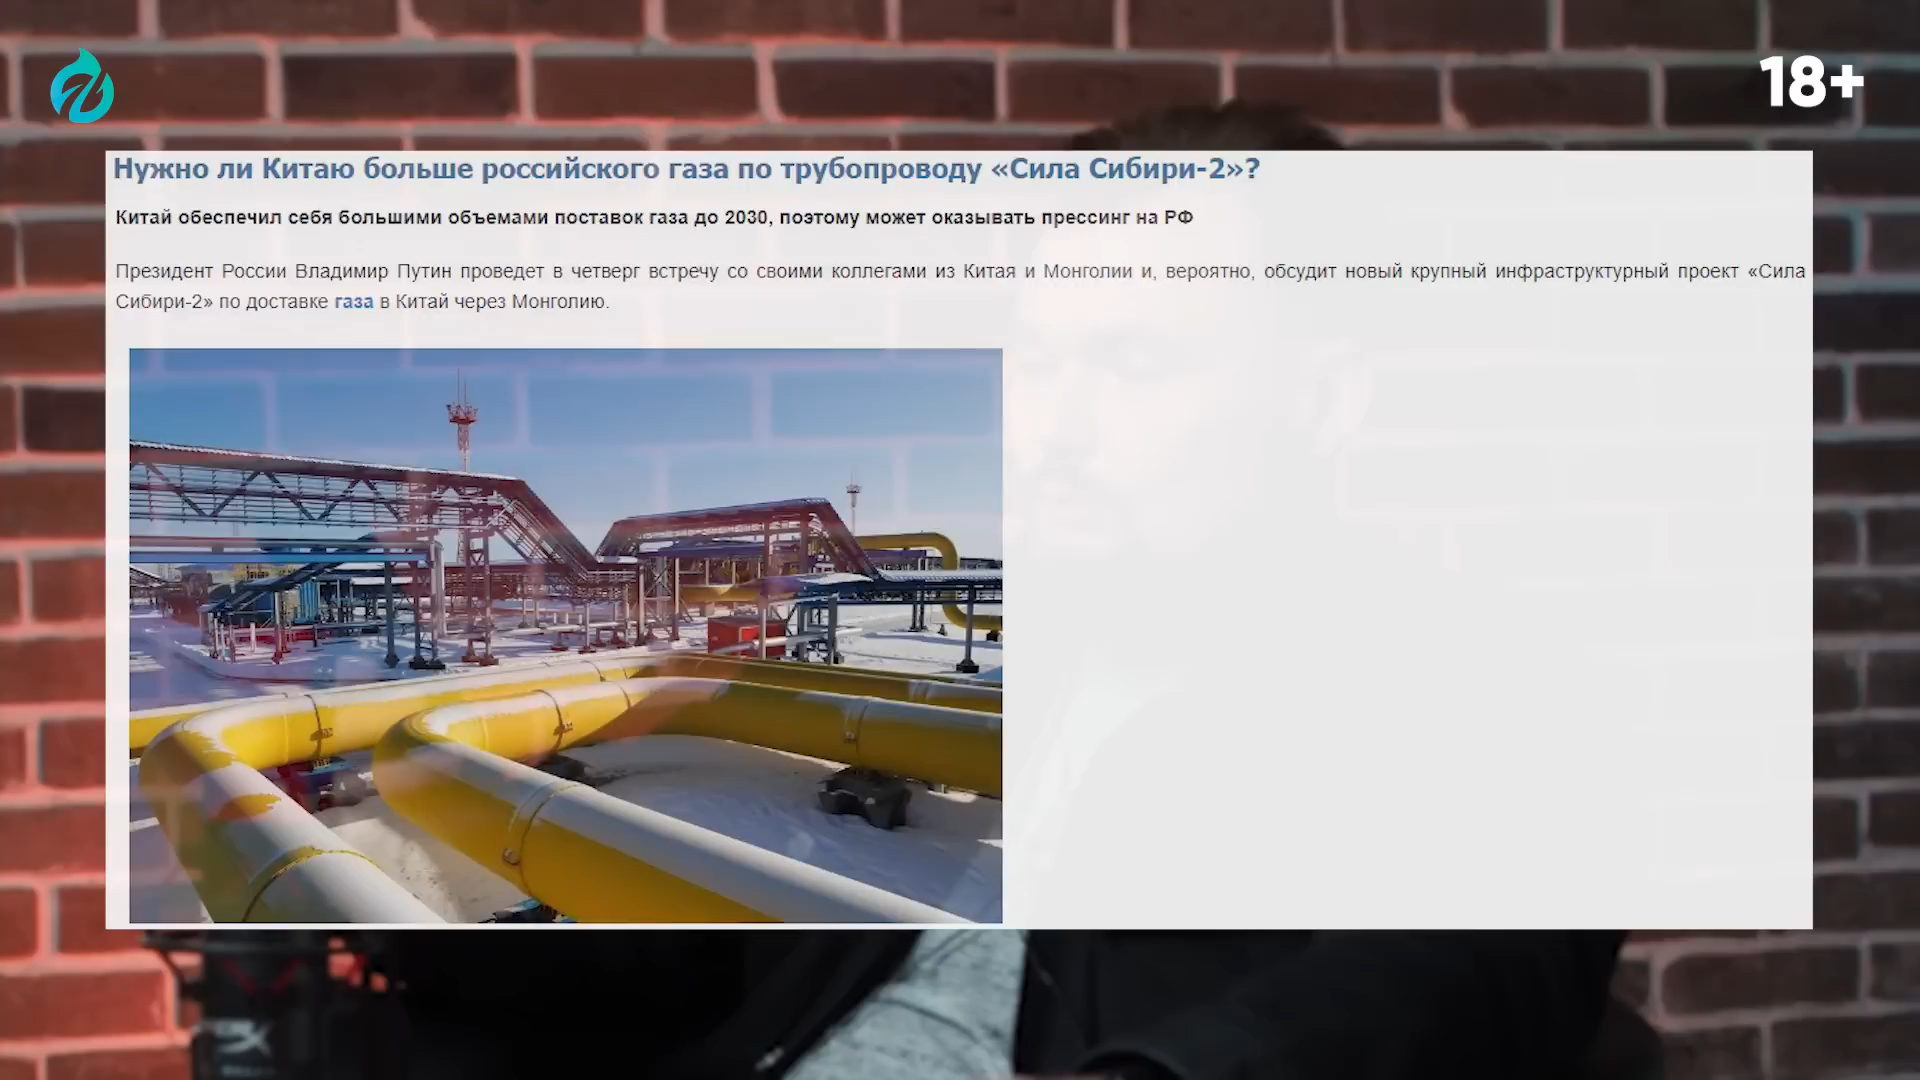 18+
Нужно ли Китаю больше российского газа по трубопроводу «Сила Сибири-2»?
Китай обеспечил себя большими объемами поставок газа до 2030, поэтому может оказывать прессинг на РФ
Президент России Владимир Путин проведет в четверг встречу со своими коллегами из Китая и Монголии и, вероятно, обсудит новый крупный инфраструктурный проект «Сила
Сибири-2» по доставке газа в Китай через Монголию.